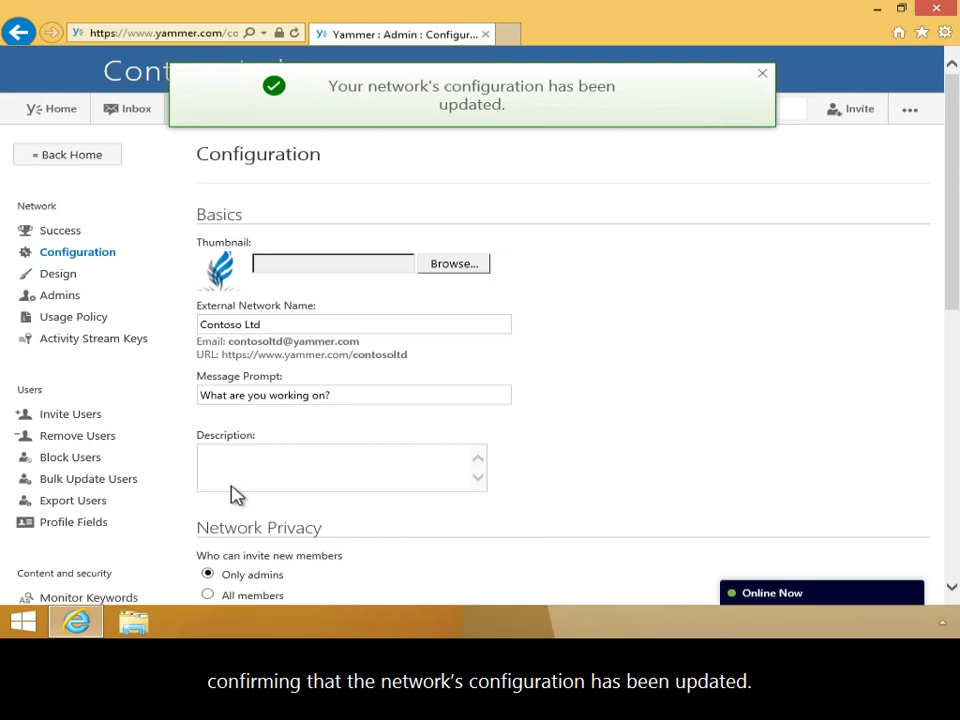 https://www.yammer.com/co
Yammer : Admin : Configur...
Your network's configuration has been
updated.
Home
Inbox
Invite
« Back Home
Configuration
Network
Success
Configuration
Design
Admins
Usage Policy
Activity Stream Keys
Users
Invite Users
Remove Users
Block Users
Bulk Update Users
Export Users
Profile Fields
Content and security
Monitor Keywords
Basics
Thumbnail:
Browse...
External Network Name:
Contoso Ltd
Email: contosoltd@yammer.com
URL: https://www.yammer.com/contosoltd
Message Prompt:
What are you working on?
Description:
Network Privacy
Who can invite new members
Only admins
All members
Online Now
confirming that the network’s configuration has been updated.